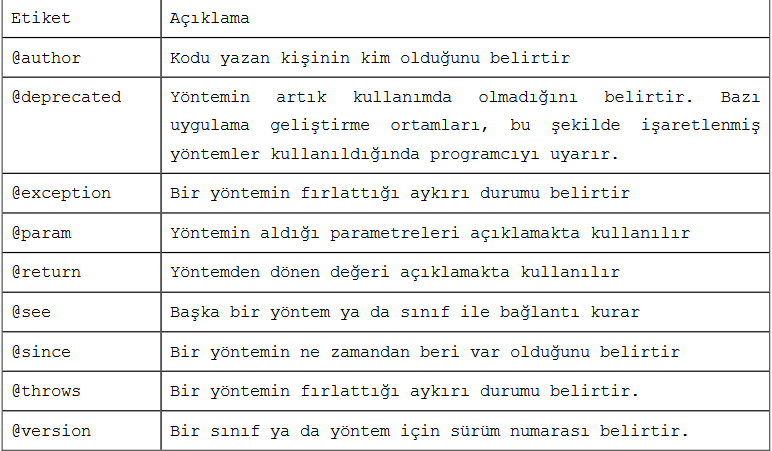 Etiket Açıklama
@author Kodu yazan kişinin kim olduğunu belirtir
@deprecated Yöntemin artık kullanımda olmadığını belirtir. Bazı
uygulama geliştirme ortamları, bu şekilde işaretlenmiş
yöntemler kullanıldığında programcıyı uyarır.
@exception Bir yöntemin fırlattığı aykırı durumu belirtir
@param Yöntemin aldığı parametreleri açıklamakta kullanılır
@return Yöntemden dönen değeri açıklamakta kullanılır
@see Başka bir yöntem ya da sınıf ile bağlantı kurar
@since Bir yöntemin ne zamandan beri var olduğunu belirtir
@throws Bir yöntemin fırlattığı aykırı durumu belirtir.
@version Bir sınıf ya da yöntem için sürüm numarası belirtir.